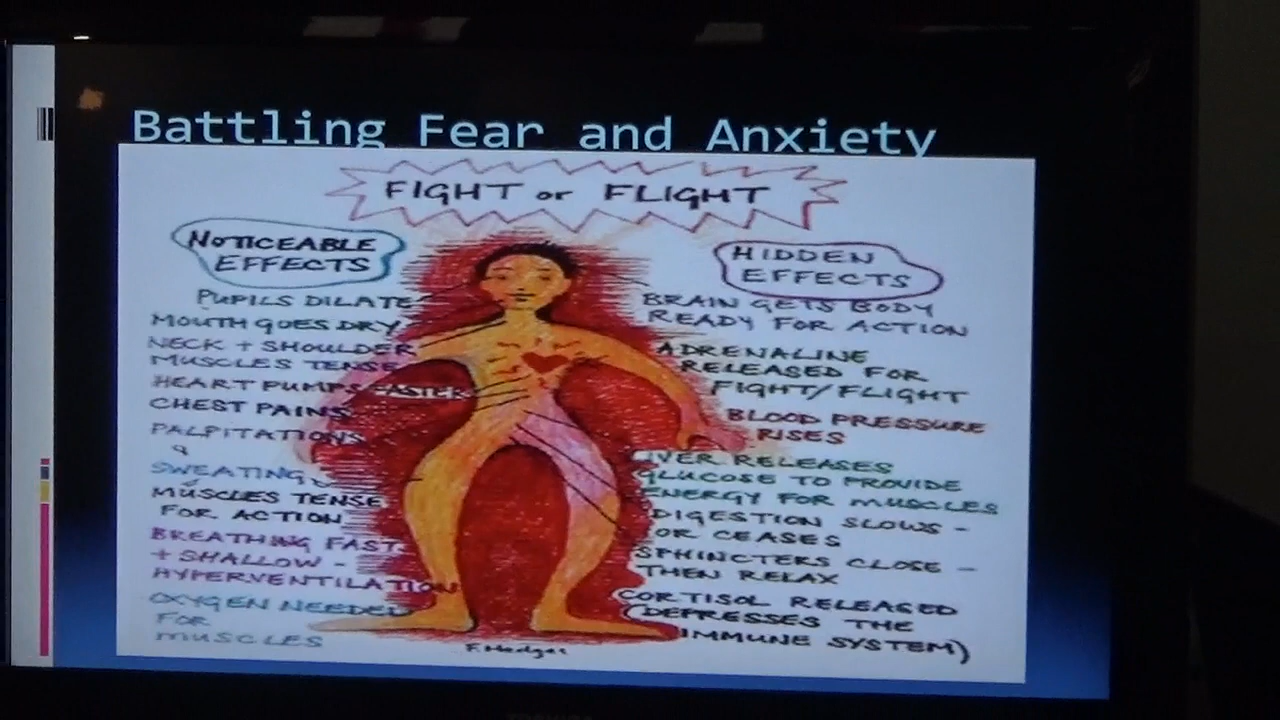 Battling Fear and Anxiety
FIGHT or FLIGHT
NOTICEABLE
EFFECTS
PUPILS DILATE
MOUTH GOES DRY
NECK + SHOULDER
MUSCLES TENSE
HEART PUMPS FASTER
CHEST PAINS
PALPITATIONS
SWEATING
MUSCLES TENSE
FOR ACTION
BREATHING FAST
+ SHALLOW -
HYPERVENTILATION
OXYGEN NEEDED
FOR
MUSCLES
HIDDEN
EFFECTS
BRAIN GETS BODY
READY FOR ACTION
ADRENALINE
RELEASED FOR
FIGHT/FLIGHT
BLOOD PRESSURE
RISES
LIVER RELEASES
GLUCOSE TO PROVIDE
ENERGY FOR MUSCLES
DIGESTION SLOWS -
OR CEASES
SPHINCTERS CLOSE -
THEN RELAX
CORTISOL RELEASED
(DEPRESSES THE
IMMUNE SYSTEM)
F. Hedges